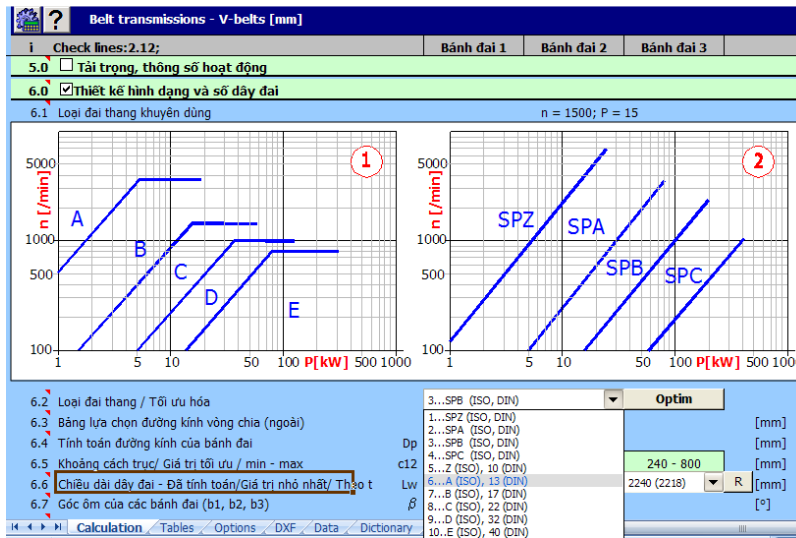 ? Belt transmissions - V-belts [mm]
i Check lines:2.12; Bánh đai 1 Bánh đai 2 Bánh đai 3
5.0 Tải trọng, thông số hoạt động
6.0 Thiết kế hình dạng và số dây đai
6.1 Loại đai thang khuyên dùng n = 1500; P = 15
5000 1000 500 100
n [/min]
A B C D E
1
1 5 10 50 100 P[kW] 500 1000
5000 1000 500 100
n [/min]
SPZ SPA SPB SPC
2
1 5 10 50 100 P[kW] 500 100
6.2 Loại đai thang / Tối ưu hóa 3...SPB (ISO, DIN) Optim
6.3 Bảng lựa chọn đường kính vòng chia (ngoài) [mm]
6.4 Tính toán đường kính của bánh đai Dp [mm]
6.5 Khoảng cách trục/ Giá trị tối ưu / min - max c12 240 - 800 [mm]
6.6 Chiều dài dây đai - Đã tính toán/Giá trị nhỏ nhất/ Theo t Lw 2240 (2218) R [mm]
6.7 Góc ôm của các bánh đai (b1, b2, b3) β [°]
1...SPZ (ISO, DIN)
2...SPA (ISO, DIN)
3...SPB (ISO, DIN)
4...SPC (ISO, DIN)
5...Z (ISO), 10 (DIN)
6...A (ISO), 13 (DIN)
7...B (ISO), 17 (DIN)
8...C (ISO), 22 (DIN)
9...D (ISO), 32 (DIN)
10..E (ISO), 40 (DIN)
Calculation Tables Options DXF Data Dictionary